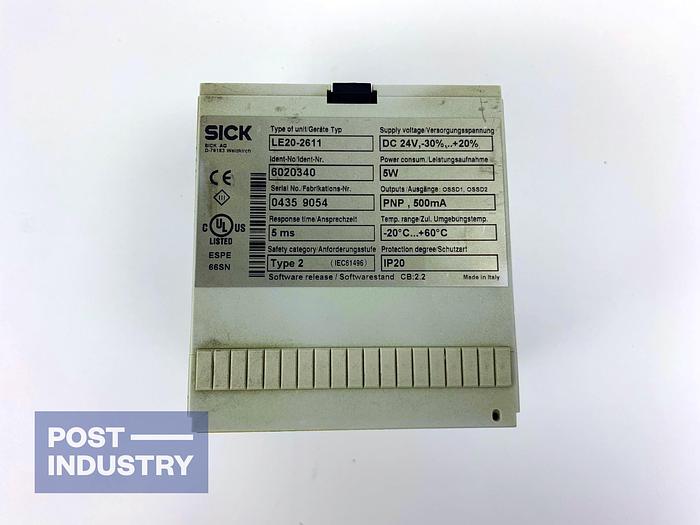 SICK
SICK AG
D-79183 Waldkirch
CE
III
C UL US
LISTED
ESPE
66SN
Type of unit/Geräte Typ
LE20-2611
Ident-No/Ident-Nr.
6020340
Serial No./Fabrikations-Nr.
0435 9054
Response time/Ansprechzeit
5 ms
Safety category/Anforderungsstufe
Type 2 (IEC61496)
Supply voltage/Versorgungsspannung
DC 24V,-30%,..+20%
Power consum./Leistungsaufnahme
5W
Outputs/Ausgänge: OSSD1, OSSD2
PNP , 500mA
Temp. range/Zul. Umgebungstemp.
-20°C...+60°C
Protection degree/Schutzart
IP20
Software release / Softwarestand CB:2.2
Made in Italy
POST
INDUSTRY